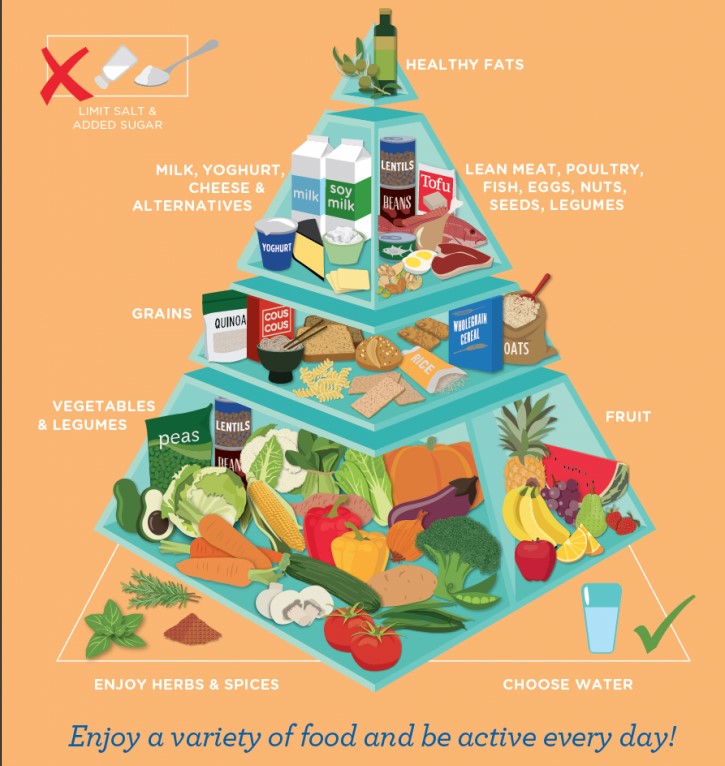 HEALTHY FATS
LIMIT SALT &
ADDED SUGAR
MILK, YOGHURT,
CHEESE &
ALTERNATIVES
milk
soy
milk
YOGHURT
LENTILS
BEANS
Tofu
LEAN MEAT, POULTRY,
FISH, EGGS, NUTS,
SEEDS, LEGUMES
GRAINS
QUINOA
COUS
COUS
RICE
WHOLEGRAIN
CEREAL
OATS
VEGETABLES
& LEGUMES
peas
LENTILS
BEAN
FRUIT
ENJOY HERBS & SPICES
CHOOSE WATER
Enjoy a variety of food and be active every day!